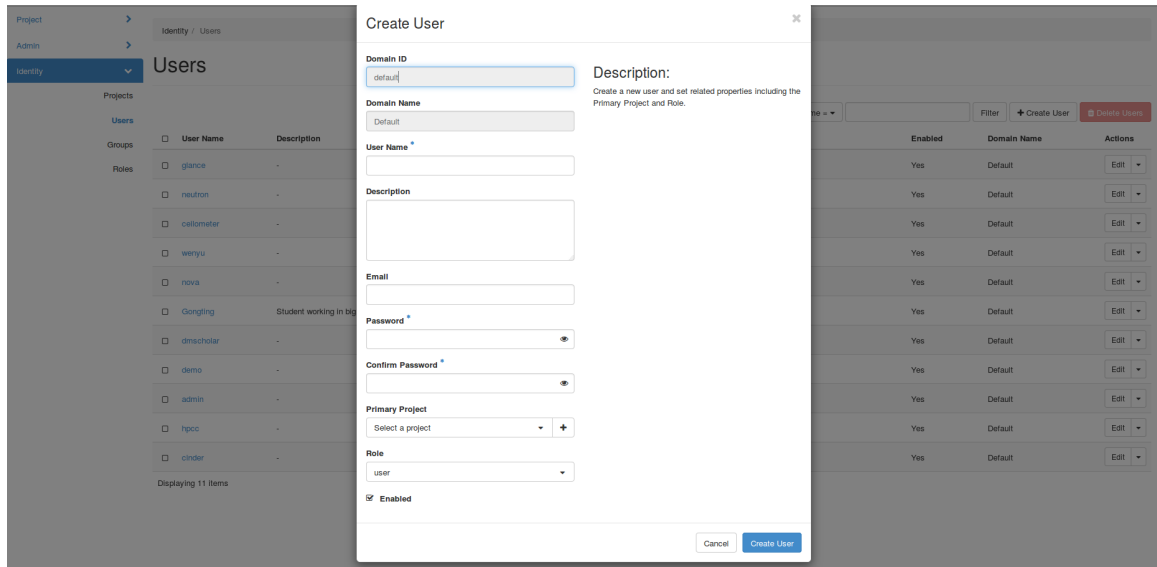 Project
Admin
Identity
Projects
Users
Groups
Roles
Identity / Users
Users
me =
Filter
+ Create User
Delete Users
User Name Description Enabled Domain Name Actions
glance - Yes Default Edit
neutron - Yes Default Edit
ceilometer - Yes Default Edit
wenyu - Yes Default Edit
nova - Yes Default Edit
Gongting Student working in big Yes Default Edit
dmscholar - Yes Default Edit
demo - Yes Default Edit
admin - Yes Default Edit
hpcc - Yes Default Edit
cinder - Yes Default Edit
Displaying 11 items
Create User
Domain ID
default
Domain Name
Default
User Name *
Description
Email
Password *
Confirm Password *
Primary Project
Select a project
+
Role
user
Enabled
Description:
Create a new user and set related properties including the
Primary Project and Role.
Cancel
Create User